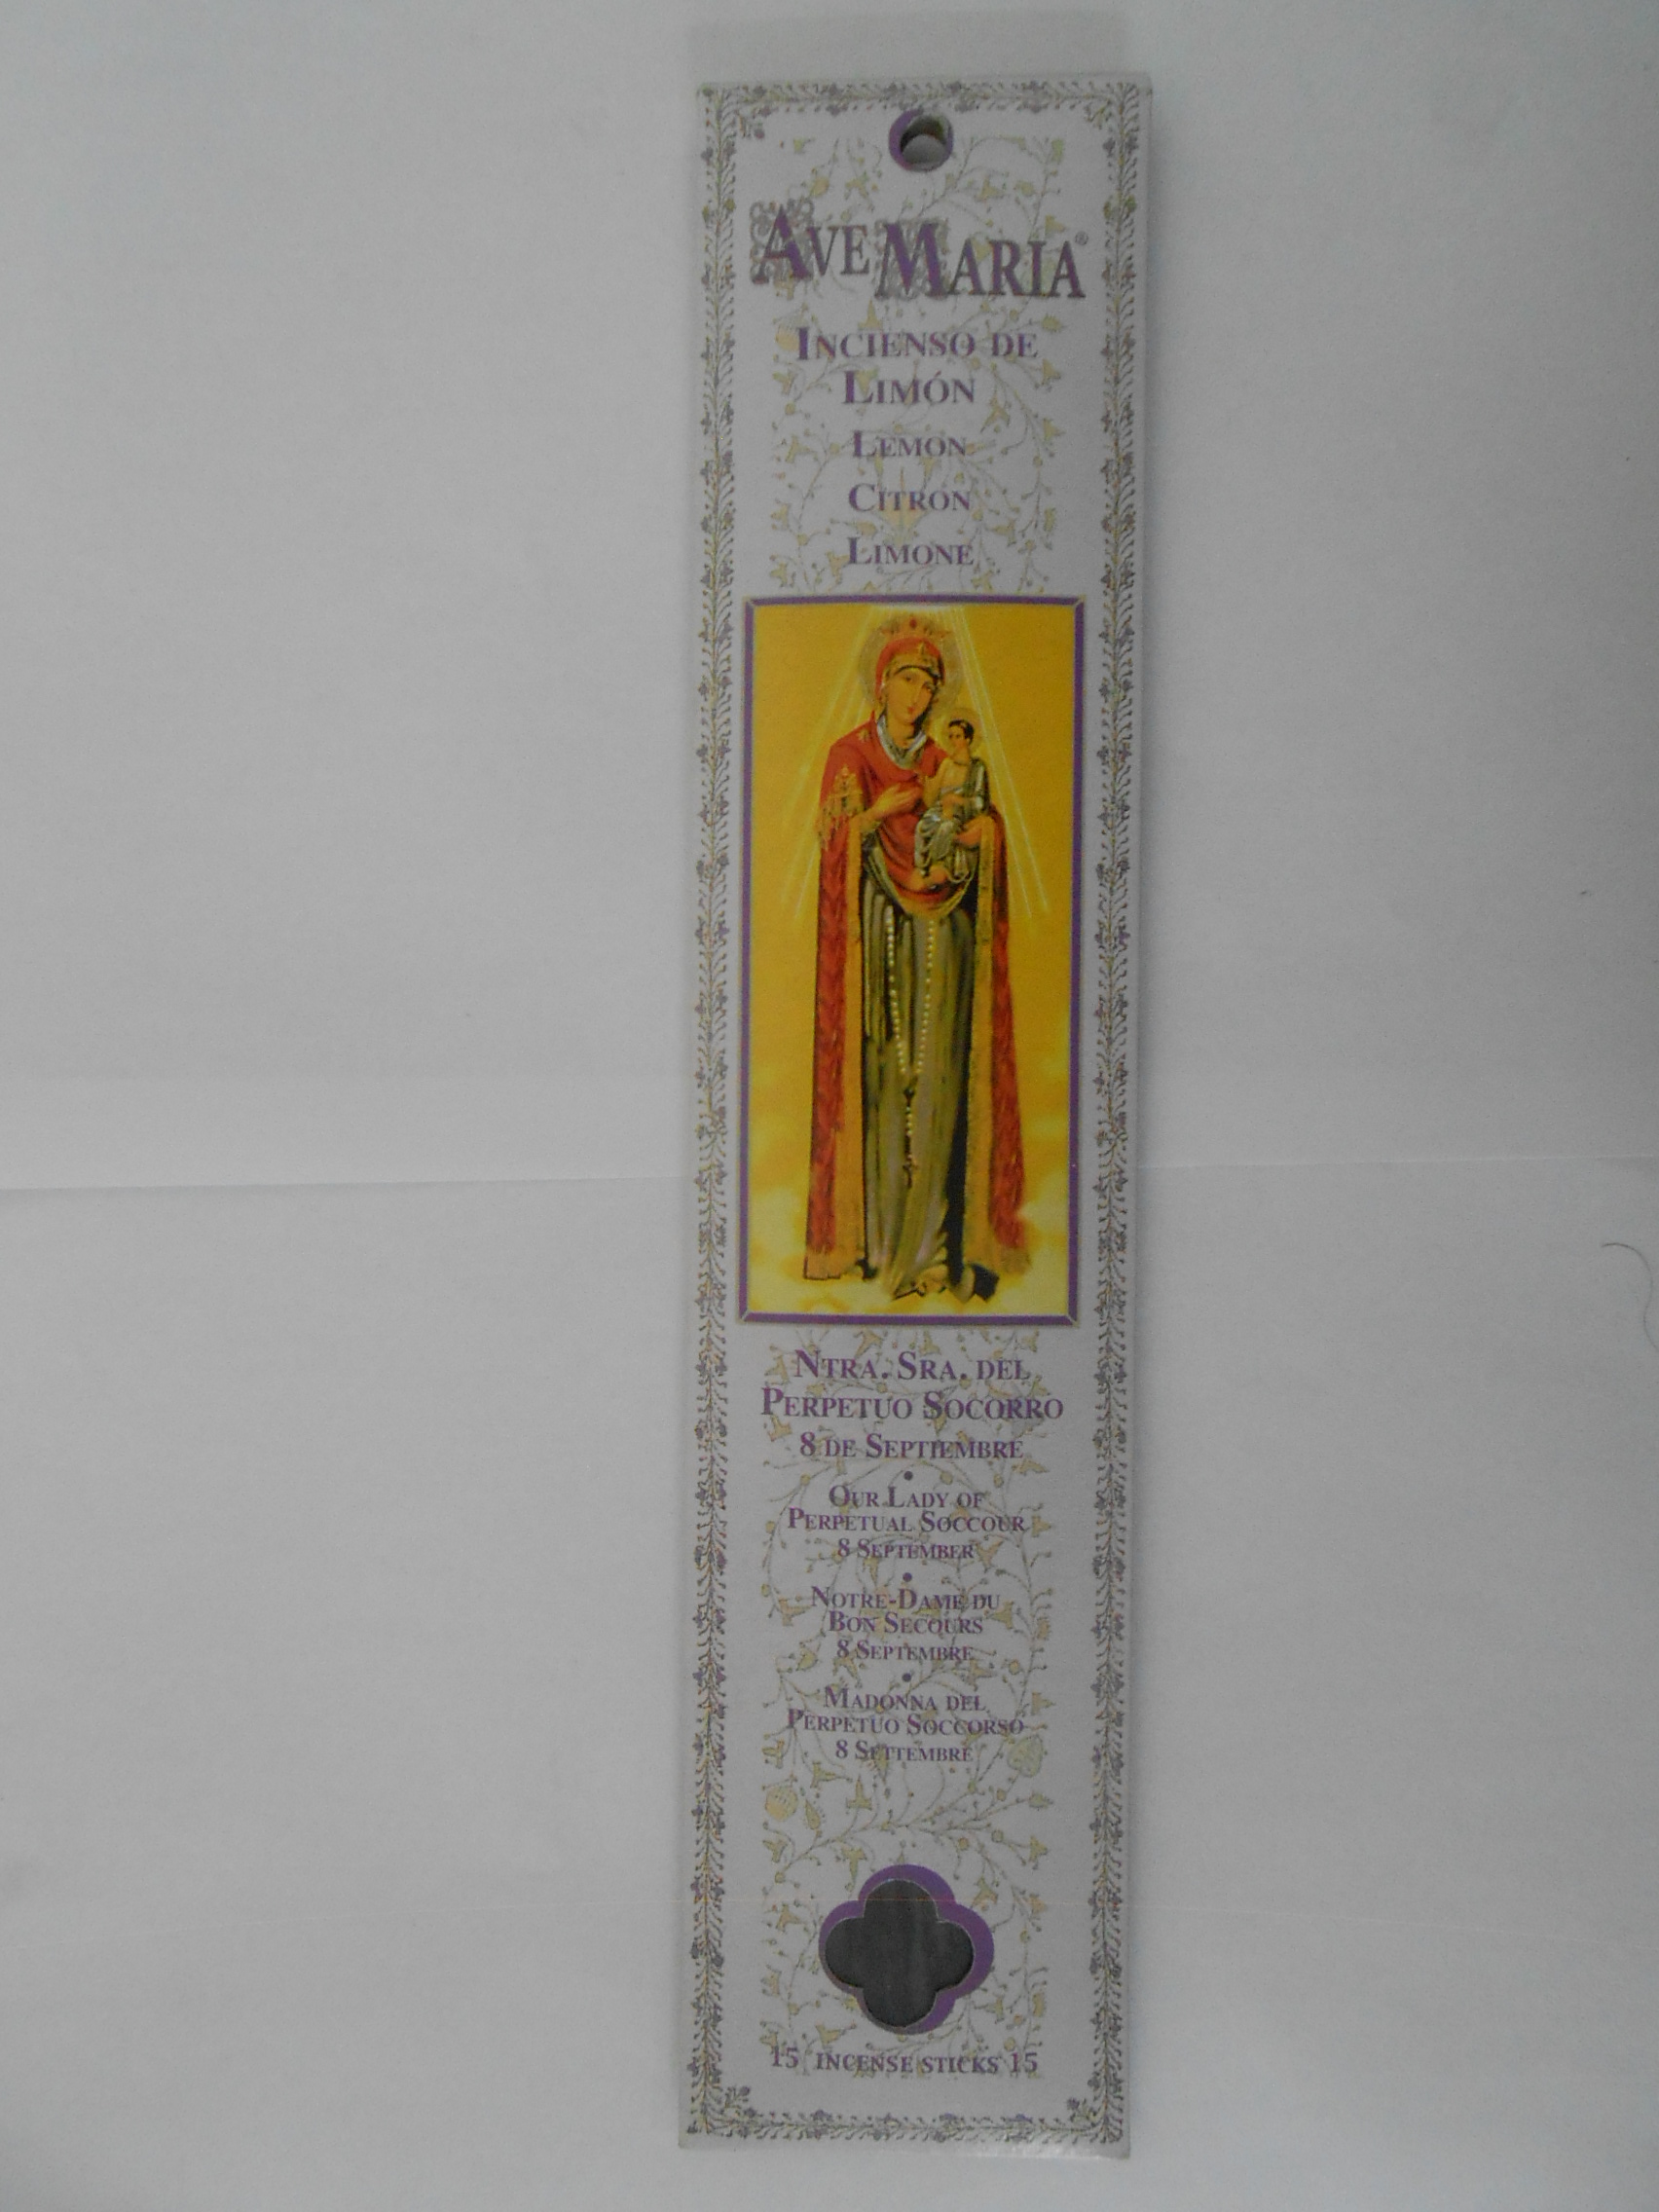 AVE MARIA®
INCIENSO DE
LIMÓN
LEMON
CITRON
LIMONE
NTRA. SRA. DEL
PERPETUO SOCORRO
8 DE SEPTIEMBRE
•
OUR LADY OF
PERPETUAL SOCCOUR
8 SEPTEMBER
•
NOTRE-DAME DU
BON SECOURS
8 SEPTEMBRE
•
MADONNA DEL
PERPETUO SOCCORSO
8 SETTEMBRE
15 INCENSE STICKS 15